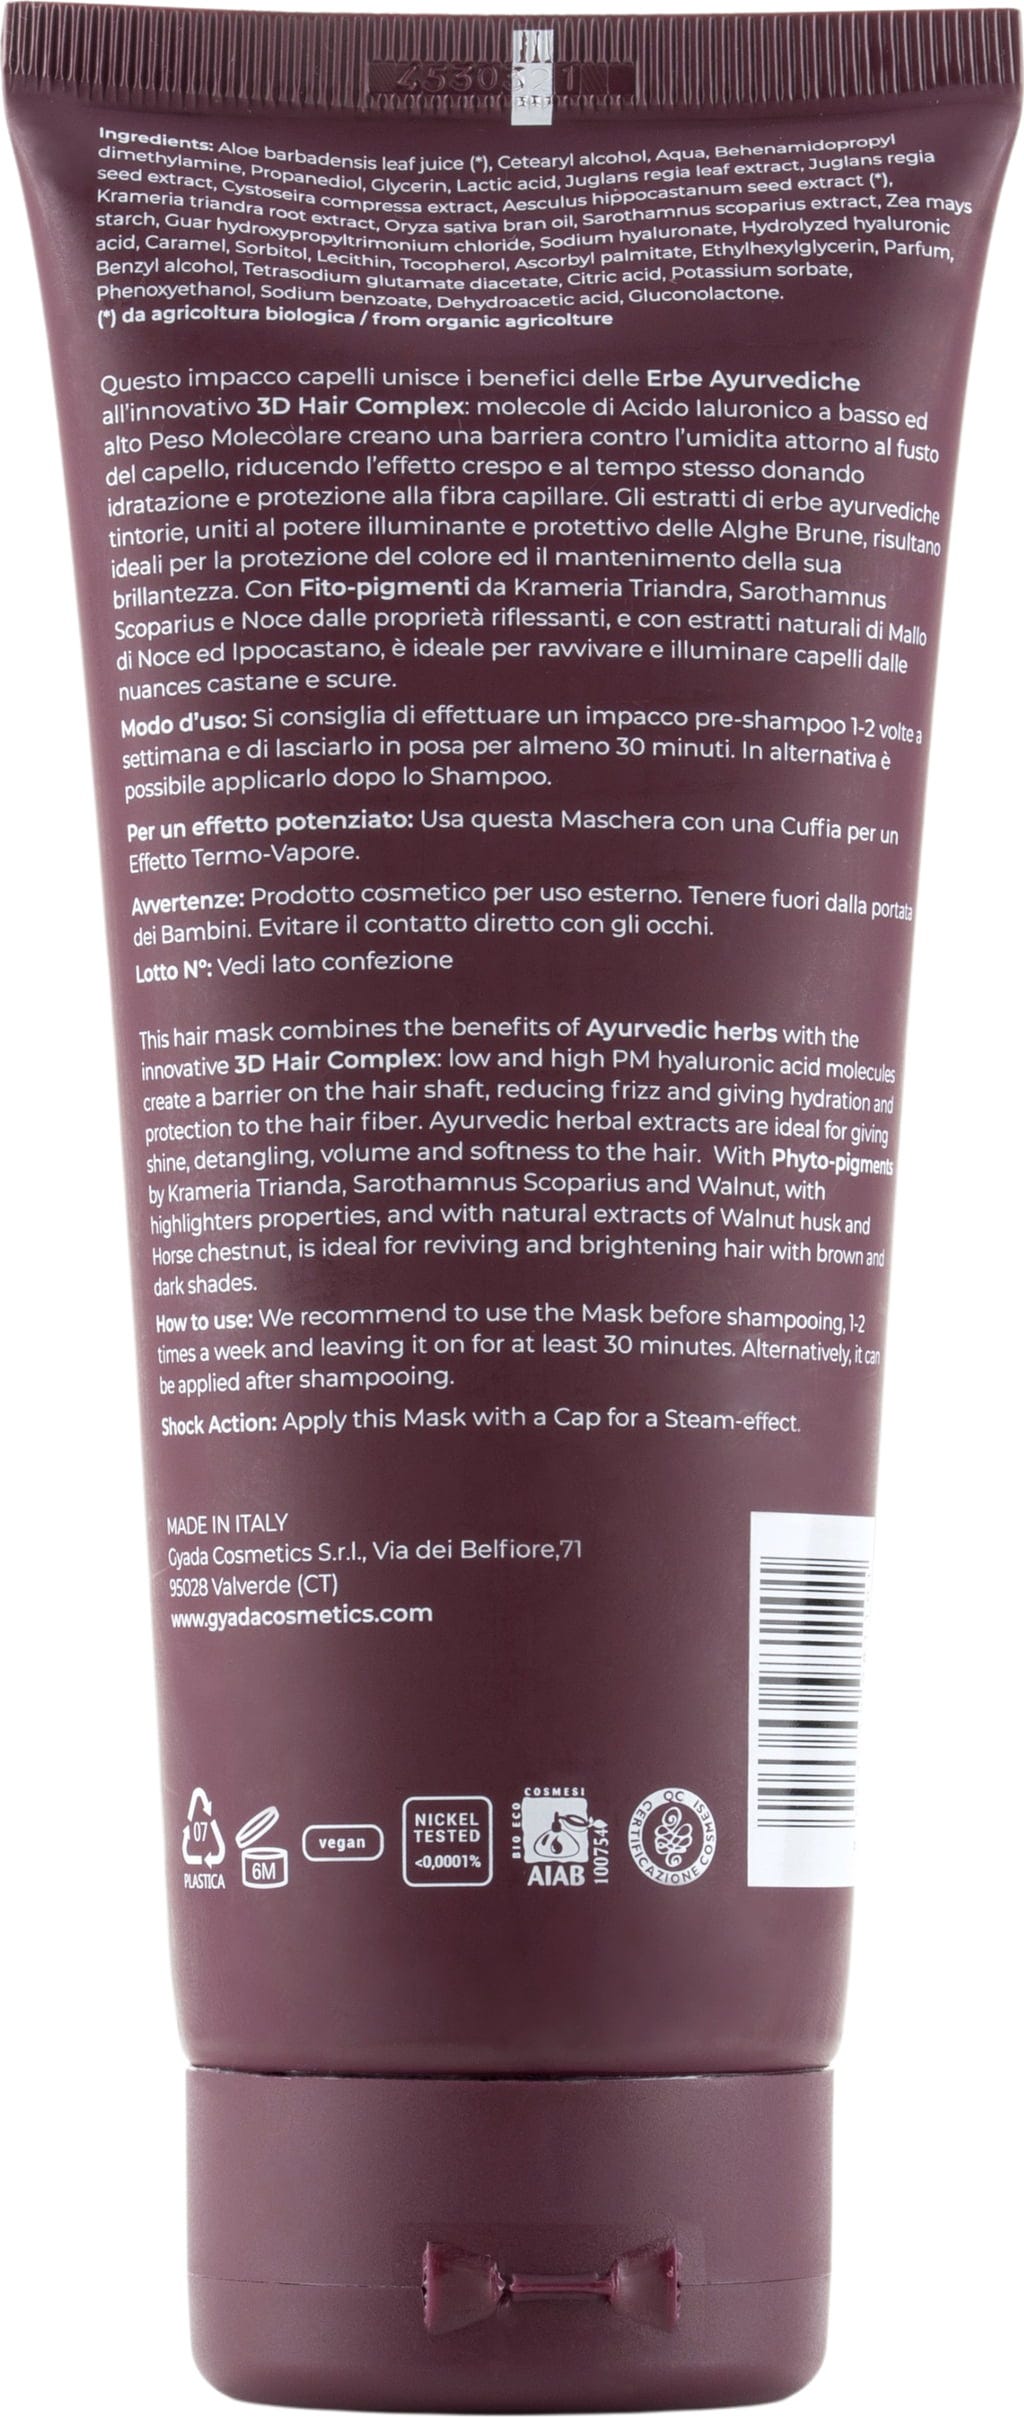 4530321
Ingredients: Aloe barbadensis leaf juice (*), Cetearyl alcohol, Aqua, Behenamidopropyl
dimethylamine, Propanediol, Glycerin, Lactic acid, Juglans regia leaf extract, Juglans regia
seed extract, Cystoseira compressa extract, Aesculus hippocastanum seed extract (*),
Krameria triandra root extract, Oryza sativa bran oil, Sarothamnus scoparius extract, Zea mays
starch, Guar hydroxypropyltrimonium chloride, Sodium hyaluronate, Hydrolyzed hyaluronic
acid, Caramel, Sorbitol, Lecithin, Tocopherol, Ascorbyl palmitate, Ethylhexylglycerin, Parfum,
Benzyl alcohol, Tetrasodium glutamate diacetate, Citric acid, Potassium sorbate,
Phenoxyethanol, Sodium benzoate, Dehydroacetic acid, Gluconolactone.
(*) da agricoltura biologica / from organic agricolture
Questo impacco capelli unisce i benefici delle Erbe Ayurvediche
all'innovativo 3D Hair Complex: molecole di Acido Ialuronico a basso ed
alto Peso Molecolare creano una barriera contro l'umidita attorno al fusto
del capello, riducendo l'effetto crespo e al tempo stesso donando
idratazione e protezione alla fibra capillare. Gli estratti di erbe ayurvediche
tintorie, uniti al potere illuminante e protettivo delle Alghe Brune, risultano
ideali per la protezione del colore ed il mantenimento della sua
brillantezza. Con Fito-pigmenti da Krameria Triandra, Sarothamnus
Scoparius e Noce dalle proprietà riflessanti, e con estratti naturali di Mallo
di Noce ed Ippocastano, è ideale per ravvivare e illuminare capelli dalle
nuances castane e scure.
Modo d'uso: Si consiglia di effettuare un impacco pre-shampoo 1-2 volte a
settimana e di lasciarlo in posa per almeno 30 minuti. In alternativa è
possibile applicarlo dopo lo Shampoo.
Per un effetto potenziato: Usa questa Maschera con una Cuffia per un
Effetto Termo-Vapore.
Avvertenze: Prodotto cosmetico per uso esterno. Tenere fuori dalla portata
dei Bambini. Evitare il contatto diretto con gli occhi.
Lotto N°: Vedi lato confezione
This hair mask combines the benefits of Ayurvedic herbs with the
innovative 3D Hair Complex: low and high PM hyaluronic acid molecules
create a barrier on the hair shaft, reducing frizz and giving hydration and
protection to the hair fiber. Ayurvedic herbal extracts are ideal for giving
shine, detangling, volume and softness to the hair. With Phyto-pigments
by Krameria Trianda, Sarothamnus Scoparius and Walnut, with
highlighters properties, and with natural extracts of Walnut husk and
Horse chestnut, is ideal for reviving and brightening hair with brown and
dark shades.
How to use: We recommend to use the Mask before shampooing, 1-2
times a week and leaving it on for at least 30 minutes. Alternatively, it can
be applied after shampooing.
Shock Action: Apply this Mask with a Cap for a Steam-effect.
MADE IN ITALY
Gyada Cosmetics S.r.l., Via dei Belfiore,71
95028 Valverde (CT)
www.gyadacosmetics.com
07
PLASTICA
6M
vegan
NICKEL
TESTED
<0,0001%
COSMESI
BIO ECO
AIAB
100754
QC
CERTIFICAZIONE COSMESI